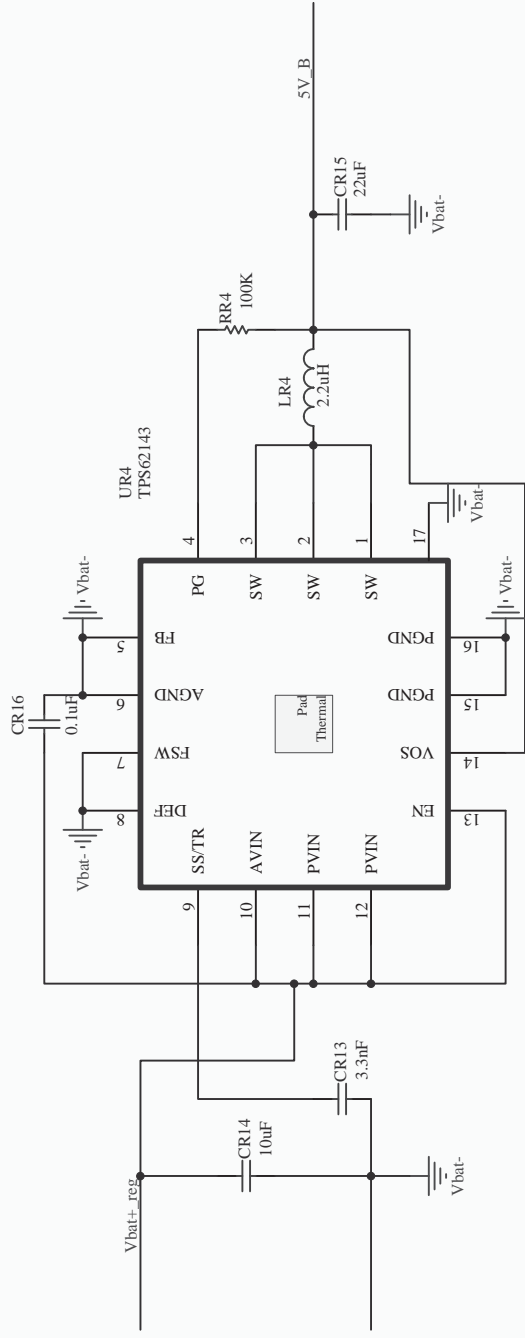 Vbat+_reg
CR14
10uF
CR13
3.3nF
Vbat-
CR16
0.1uF
Vbat-
Vbat-
UR4
TPS62143
8
7
6
5
DEF
FSW
AGND
FB
9
SS/TR
10
AVIN
11
PVIN
12
PVIN
PG
4
SW
3
SW
2
SW
1
Pad
Thermal
EN
VOS
PGND
PGND
13
14
15
16
17
Vbat-
Vbat-
RR4
100K
LR4
2.2uH
CR15
22uF
Vbat-
5V_B